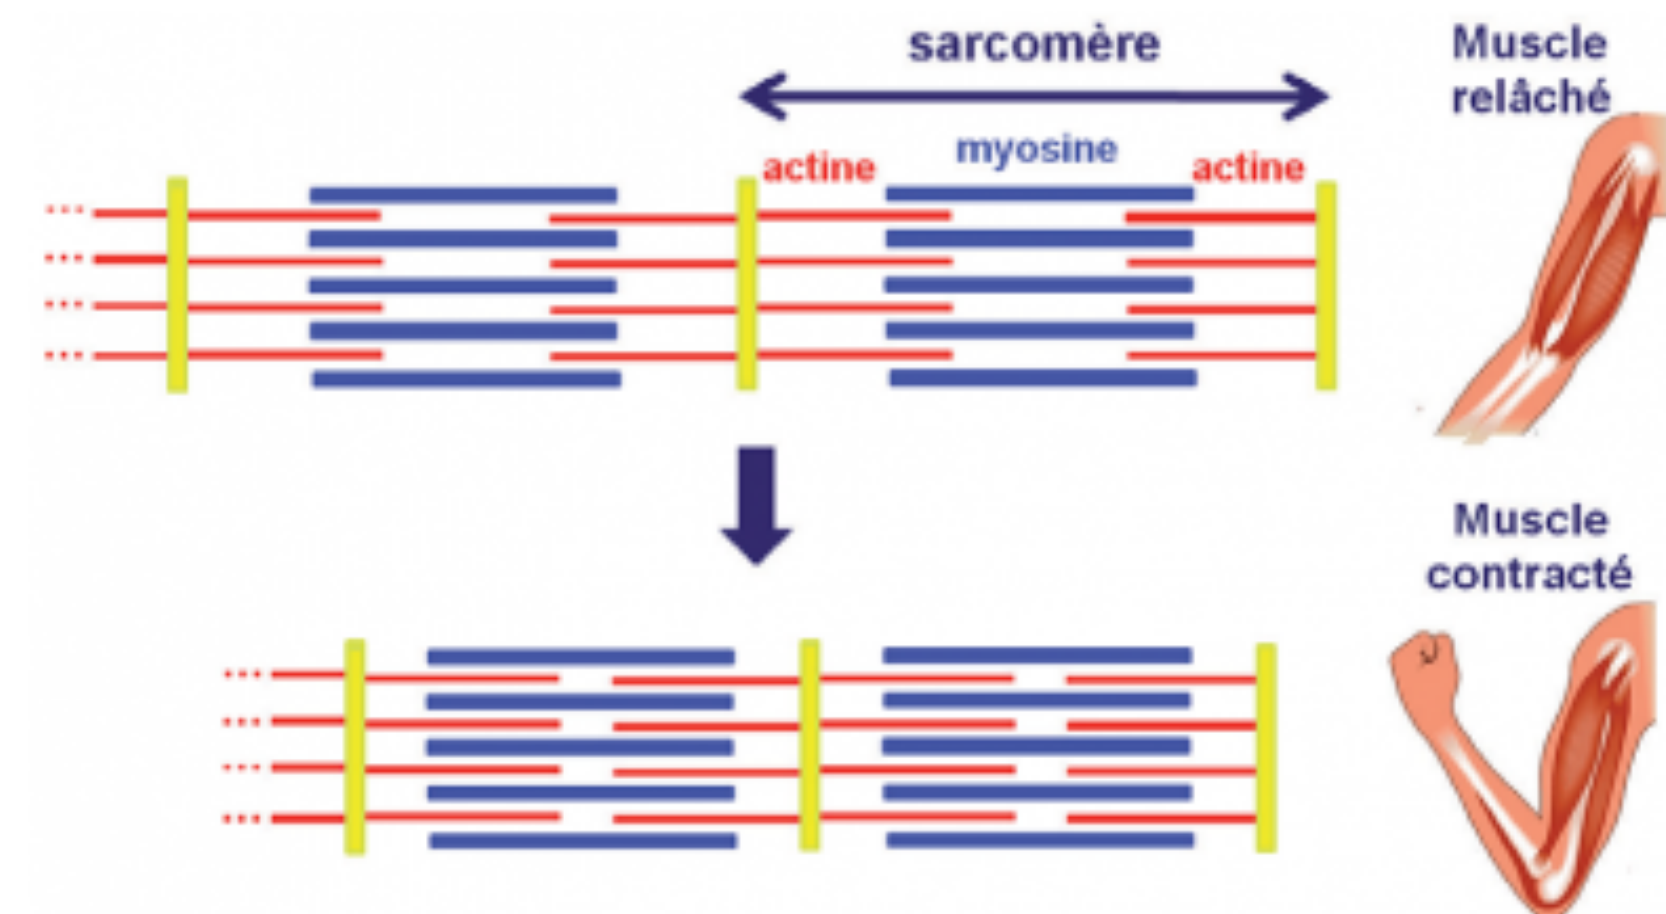 sarcomère
Muscle
relâché
actine
myosine
actine
Muscle
contracté